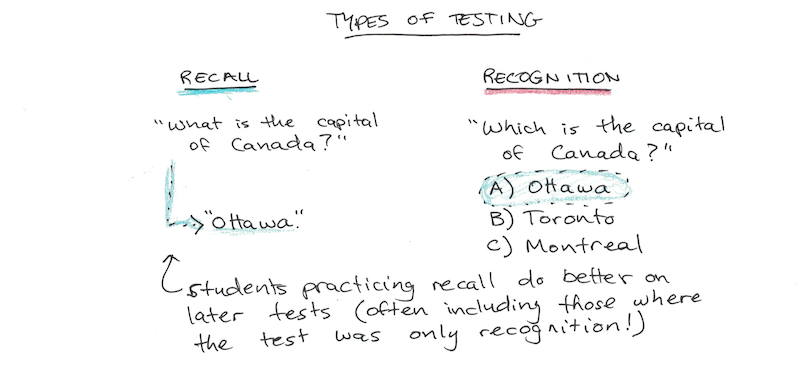 TYPES OF TESTING
RECALL
"What is the capital
of Canada?"
"Ottawa."
RECOGNITION
"Which is the capital
of Canada?"
A) Ottawa
B) Toronto
C) Montreal
students practicing recall do better on
later tests (often including those where
the test was only recognition!)